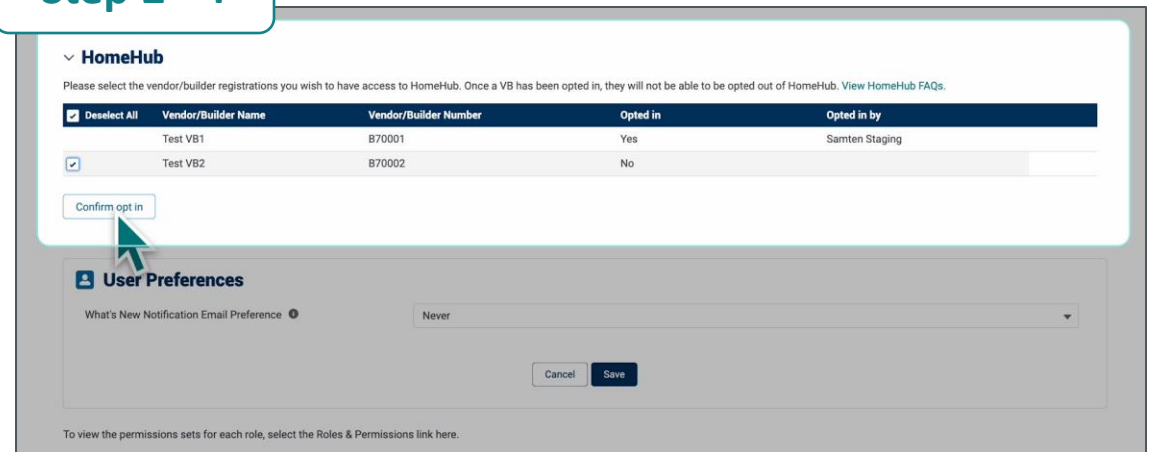 HomeHub
Please select the vendor/builder registrations you wish to have access to HomeHub. Once a VB has been opted in, they will not be able to be opted out of HomeHub. View HomeHub FAQs.
Deselect All Vendor/Builder Name Vendor/Builder Number Opted in Opted in by
Test VB1 B70001 Yes Samten Staging
Test VB2 B70002 No
Confirm opt in
User Preferences
What's New Notification Email Preference Never
Cancel Save
To view the permissions sets for each role, select the Roles & Permissions link here.